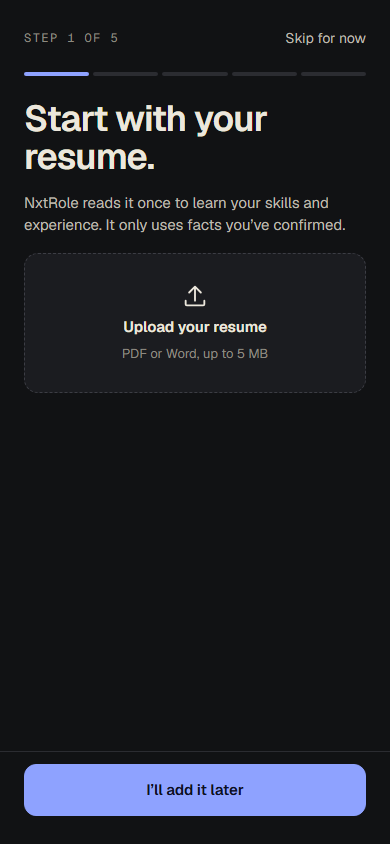 STEP 1 OF 5
Skip for now
Start with your
resume.
NxtRole reads it once to learn your skills and
experience. It only uses facts you’ve confirmed.
Upload your resume
PDF or Word, up to 5 MB
I’ll add it later